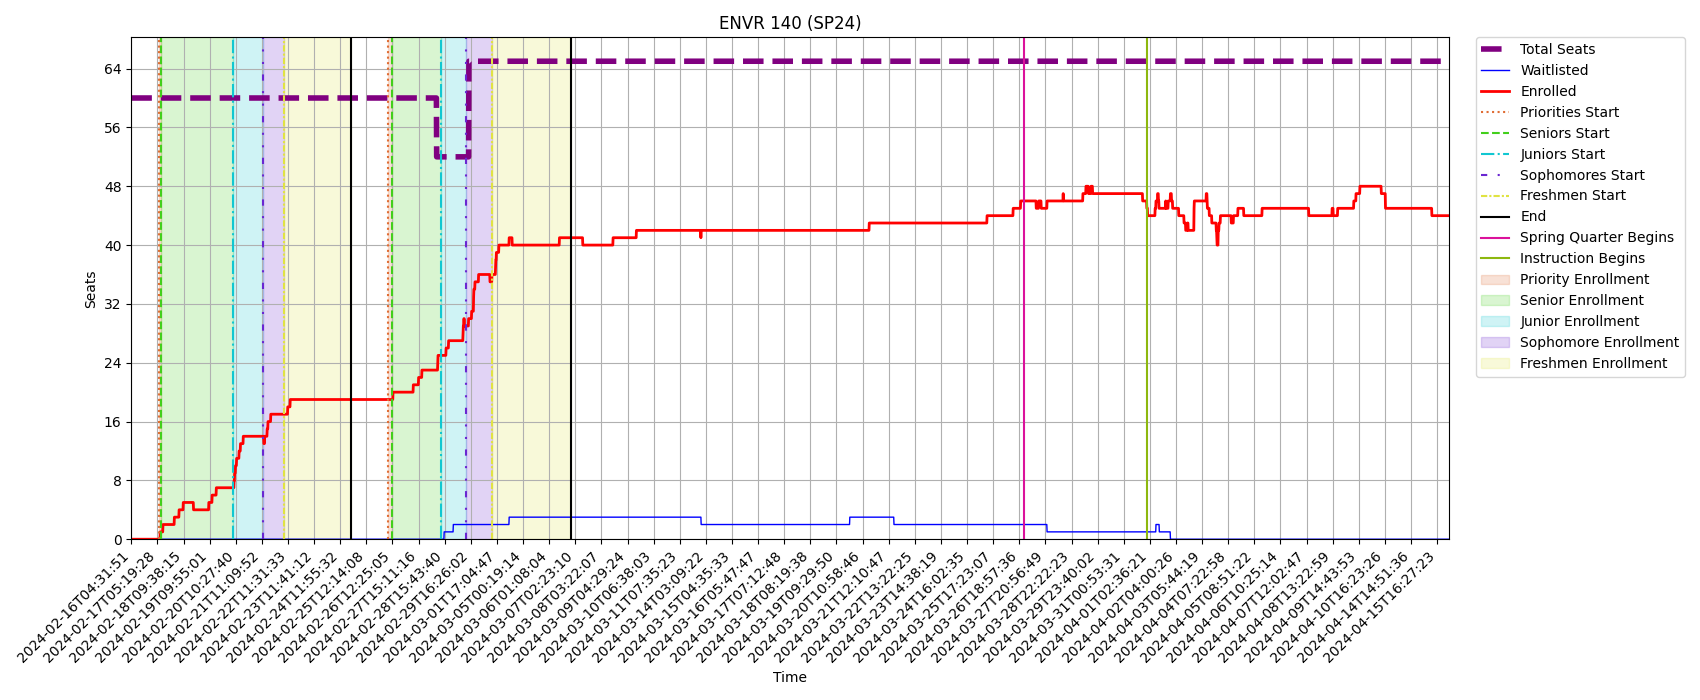 ENVR 140 (SP24)
Seats
64
56
48
40
32
24
16
8
0
2024-02-16T04:31:51
2024-02-17T05:19:28
2024-02-18T09:38:15
2024-02-19T09:55:01
2024-02-20T10:27:40
2024-02-21T11:09:52
2024-02-22T11:31:33
2024-02-23T11:41:12
2024-02-24T11:55:32
2024-02-25T12:14:08
2024-02-26T12:25:05
2024-02-27T15:11:16
2024-02-28T15:43:40
2024-02-29T16:26:02
2024-03-01T17:04:47
2024-03-05T00:19:14
2024-03-06T01:08:04
2024-03-07T02:23:10
2024-03-08T03:22:07
2024-03-09T04:29:24
2024-03-10T06:38:03
2024-03-11T07:35:23
2024-03-14T03:09:22
2024-03-15T04:35:33
2024-03-16T05:47:47
2024-03-17T07:12:48
2024-03-18T08:19:38
2024-03-19T09:29:50
2024-03-20T10:58:46
2024-03-21T12:10:47
2024-03-22T13:22:25
2024-03-23T14:38:19
2024-03-24T16:02:35
2024-03-25T17:23:07
2024-03-26T18:57:36
2024-03-27T20:56:49
2024-03-28T22:22:23
2024-03-29T23:40:02
2024-03-31T00:53:31
2024-04-01T02:36:21
2024-04-02T04:00:26
2024-04-03T05:44:19
2024-04-04T07:22:58
2024-04-05T08:51:22
2024-04-06T10:25:14
2024-04-07T12:02:47
2024-04-08T13:22:59
2024-04-09T14:43:53
2024-04-10T16:23:26
2024-04-14T14:51:36
2024-04-15T16:27:23
Time
Total Seats
Waitlisted
Enrolled
Priorities Start
Seniors Start
Juniors Start
Sophomores Start
Freshmen Start
End
Spring Quarter Begins
Instruction Begins
Priority Enrollment
Senior Enrollment
Junior Enrollment
Sophomore Enrollment
Freshmen Enrollment